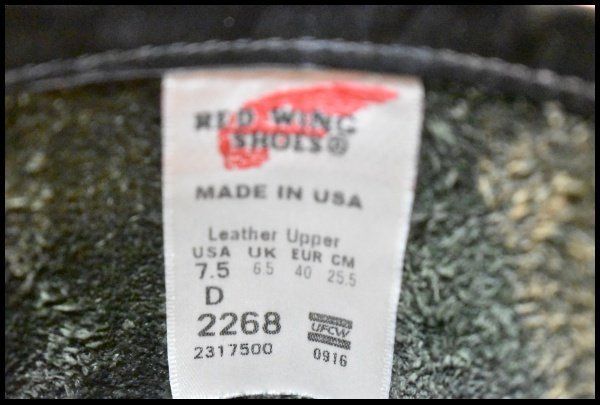 RED WING
SHOES®
MADE IN USA
Leather Upper
USA UK EUR CM
7.5 6.5 40 25.5
D
2268 UFCW
2317500 0916